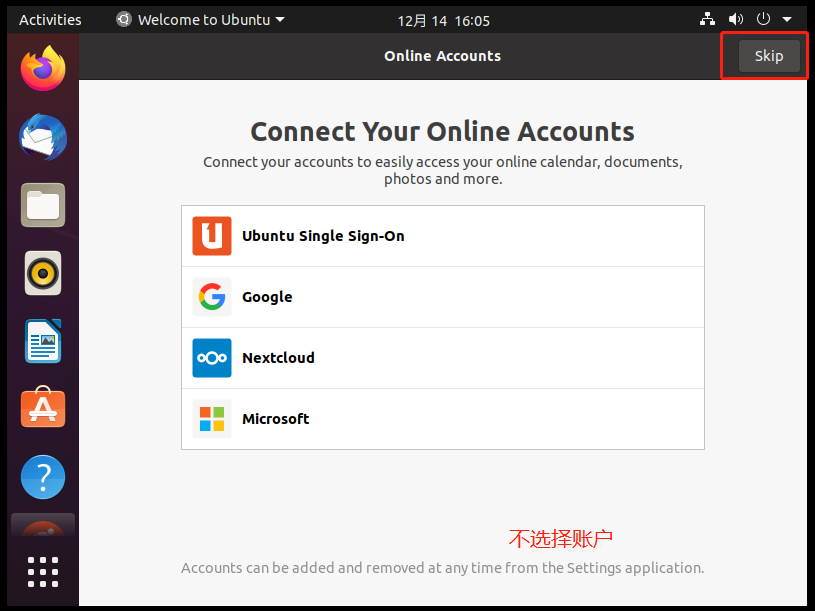 Activities
Welcome to Ubuntu
12月 14 16:05
Online Accounts
Skip
Connect Your Online Accounts
Connect your accounts to easily access your online calendar, documents,
photos and more.
Ubuntu Single Sign-On
Google
Nextcloud
Microsoft
不选择账户
Accounts can be added and removed at any time from the Settings application.